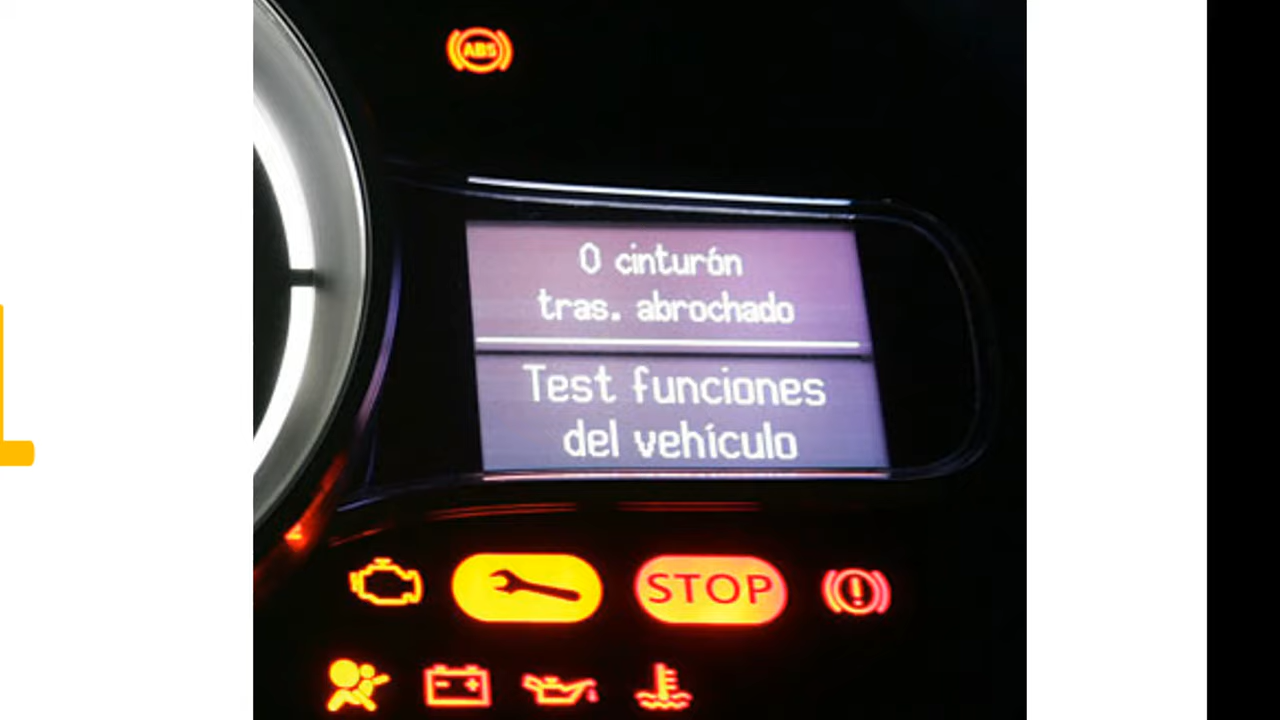 ABS
0 cinturón
tras. abrochado
Test funciones
del vehículo
STOP